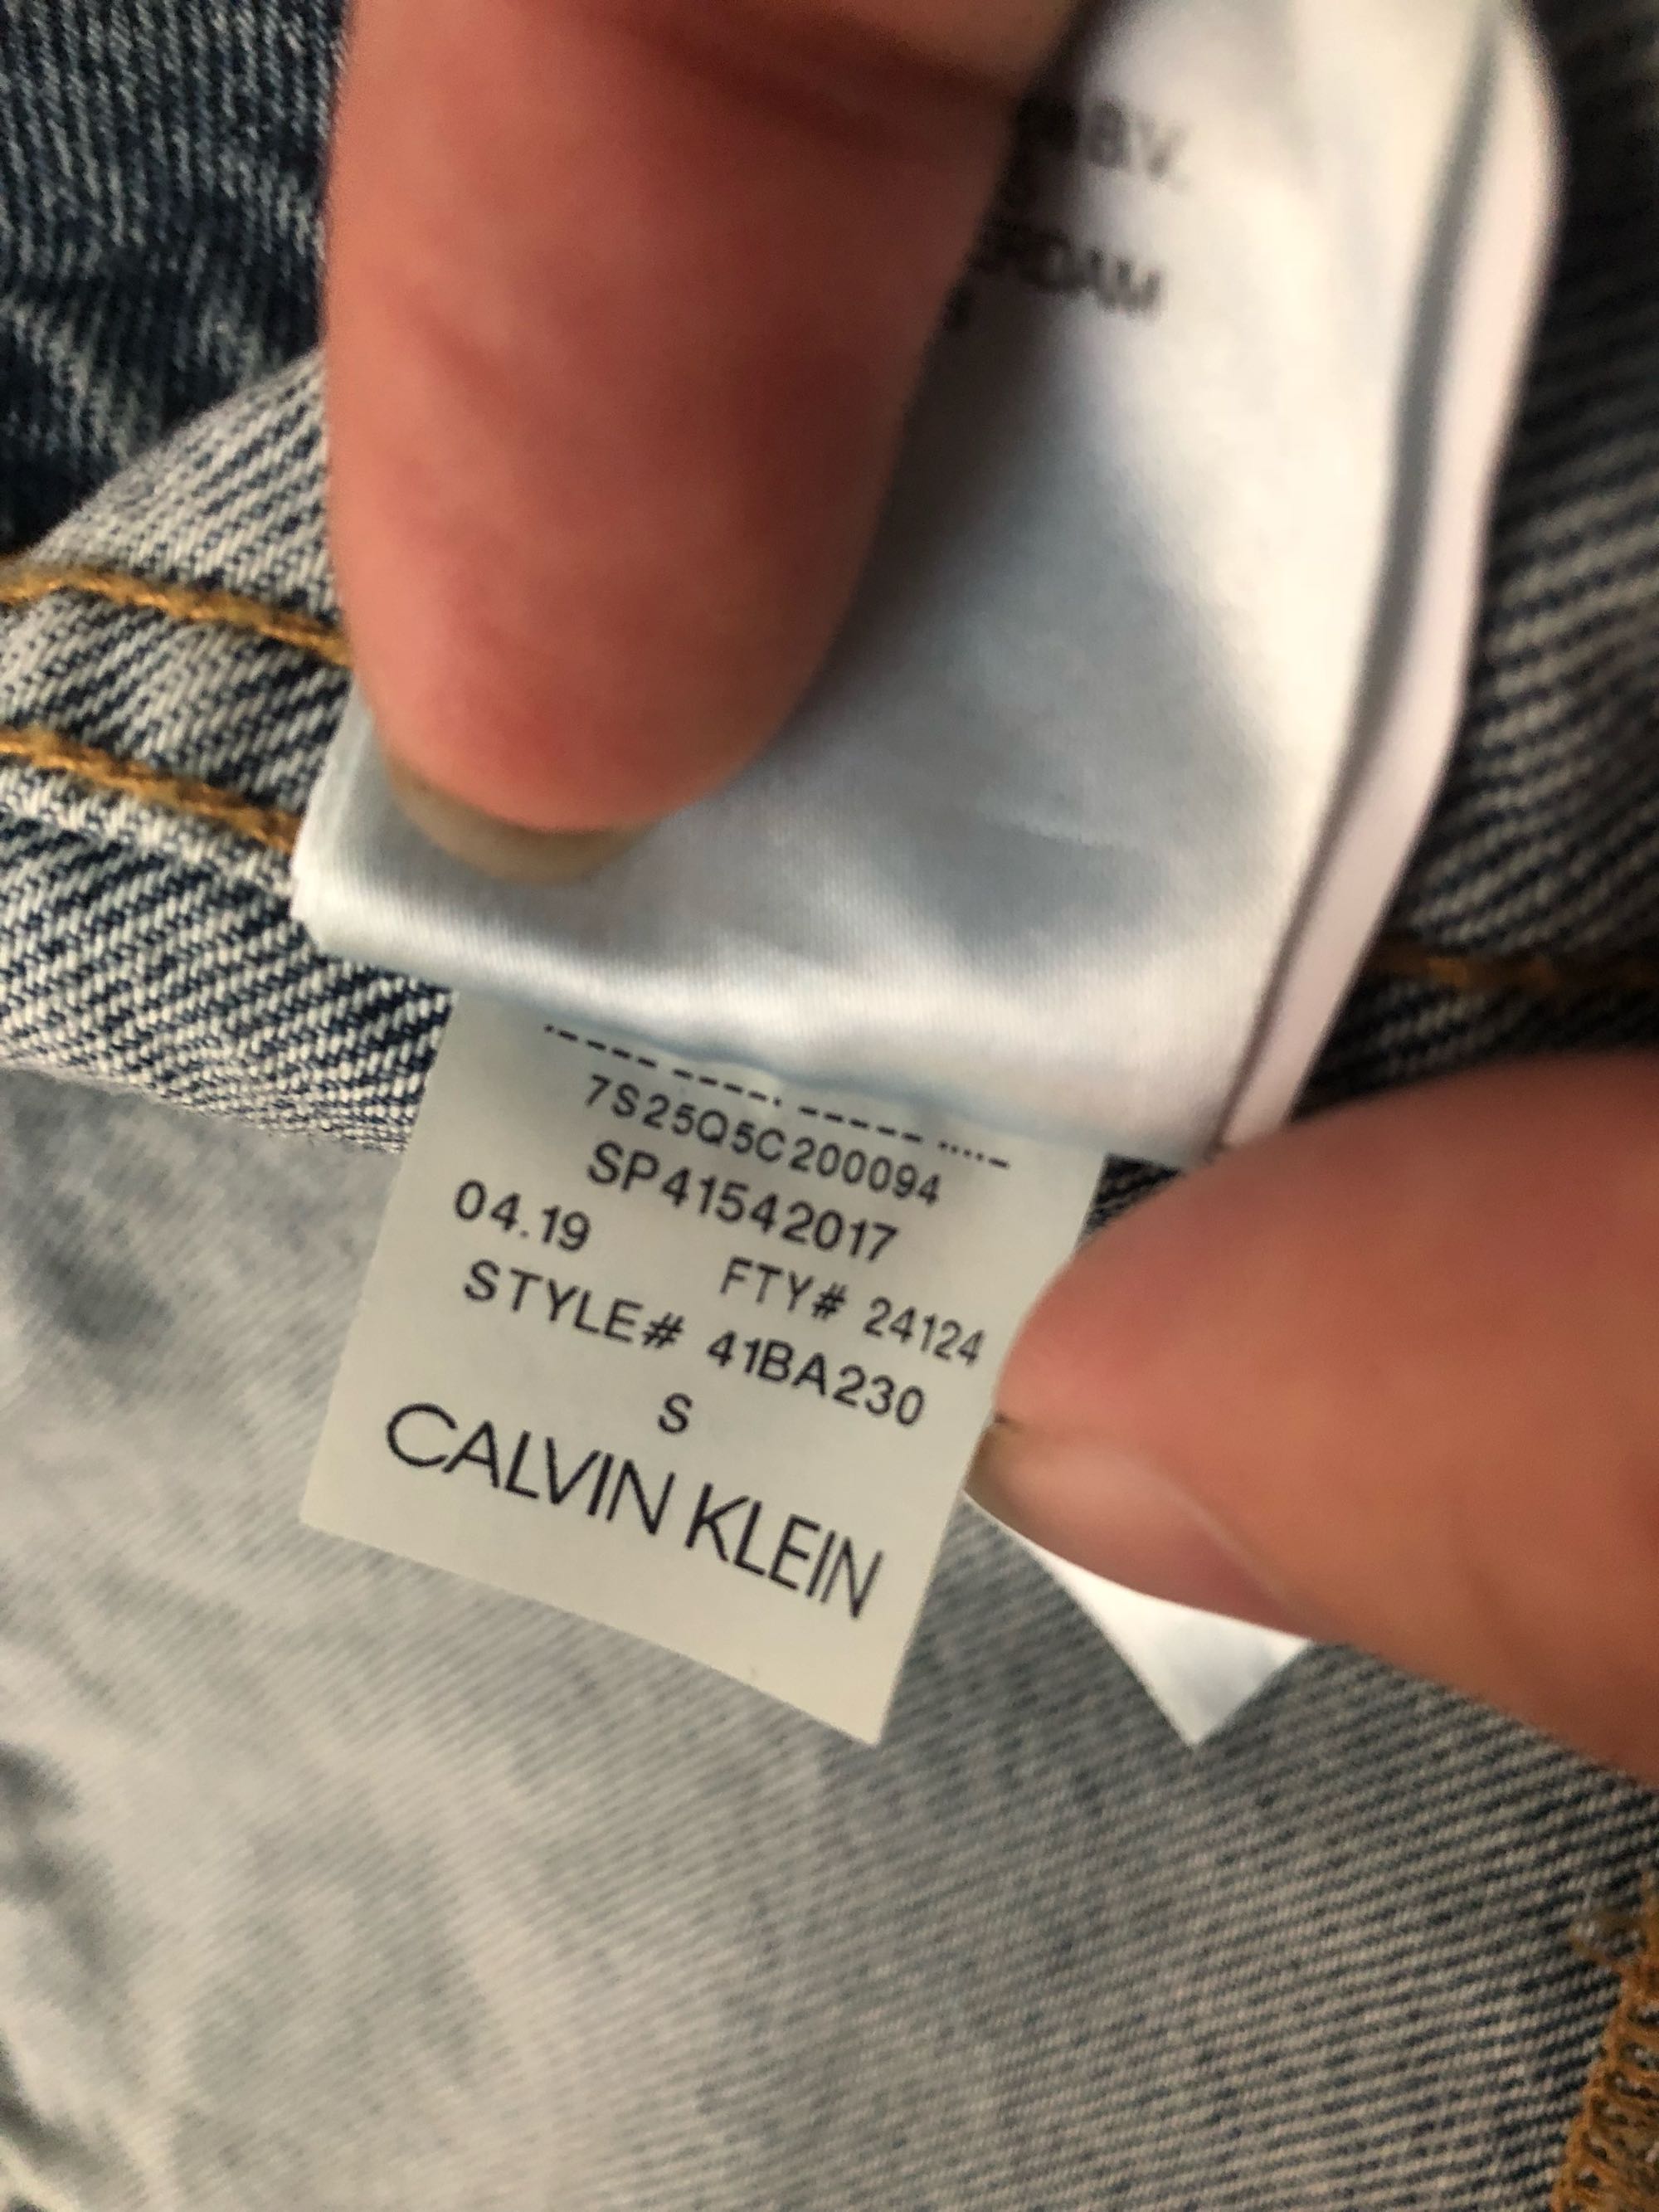 B.V.
7S25Q5C200094
SP41542017
04.19 FTY# 24124
STYLE# 41BA230
S
CALVIN KLEIN